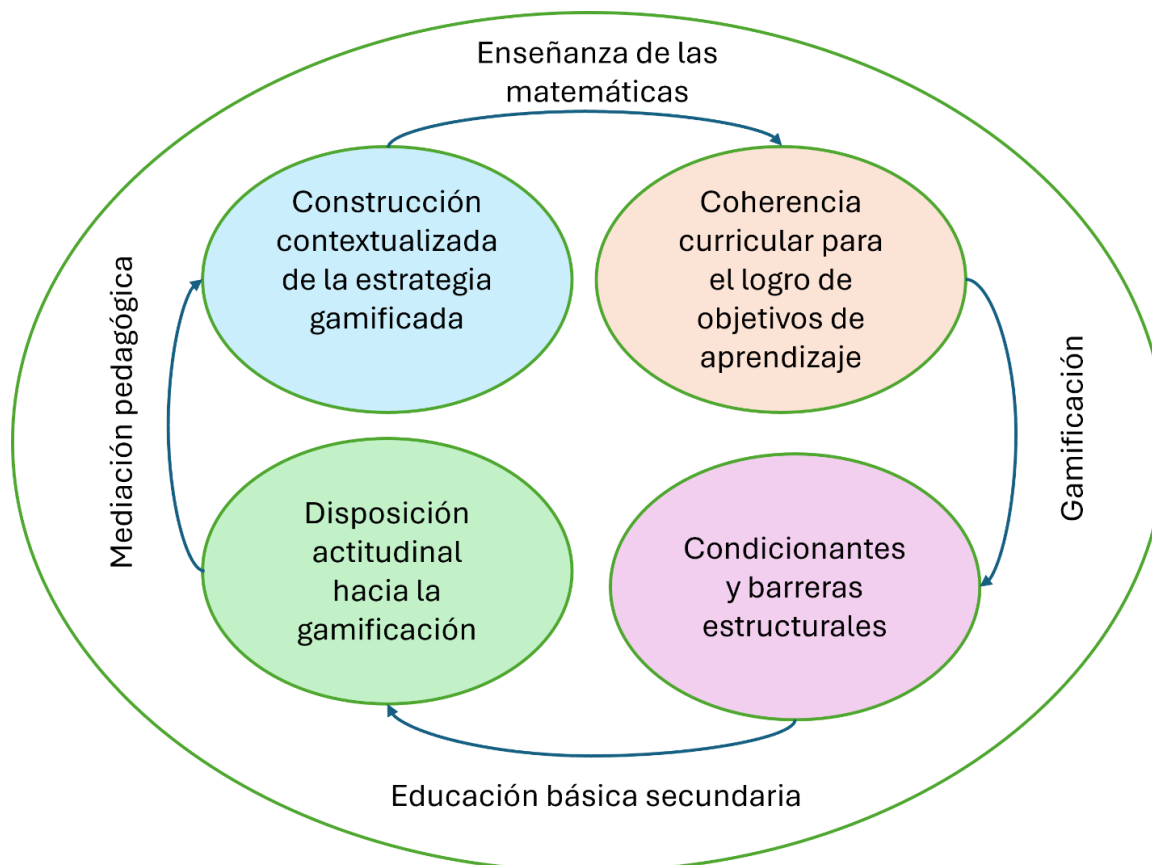 Enseñanza de las
matemáticas
Construcción
contextualizada
de la estrategia
gamificada
Coherencia
curricular para
el logro de
objetivos de
aprendizaje
Mediación pedagógica
Gamificación
Disposición
actitudinal
hacia la
gamificación
Condicionantes
y barreras
estructurales
Educación básica secundaria